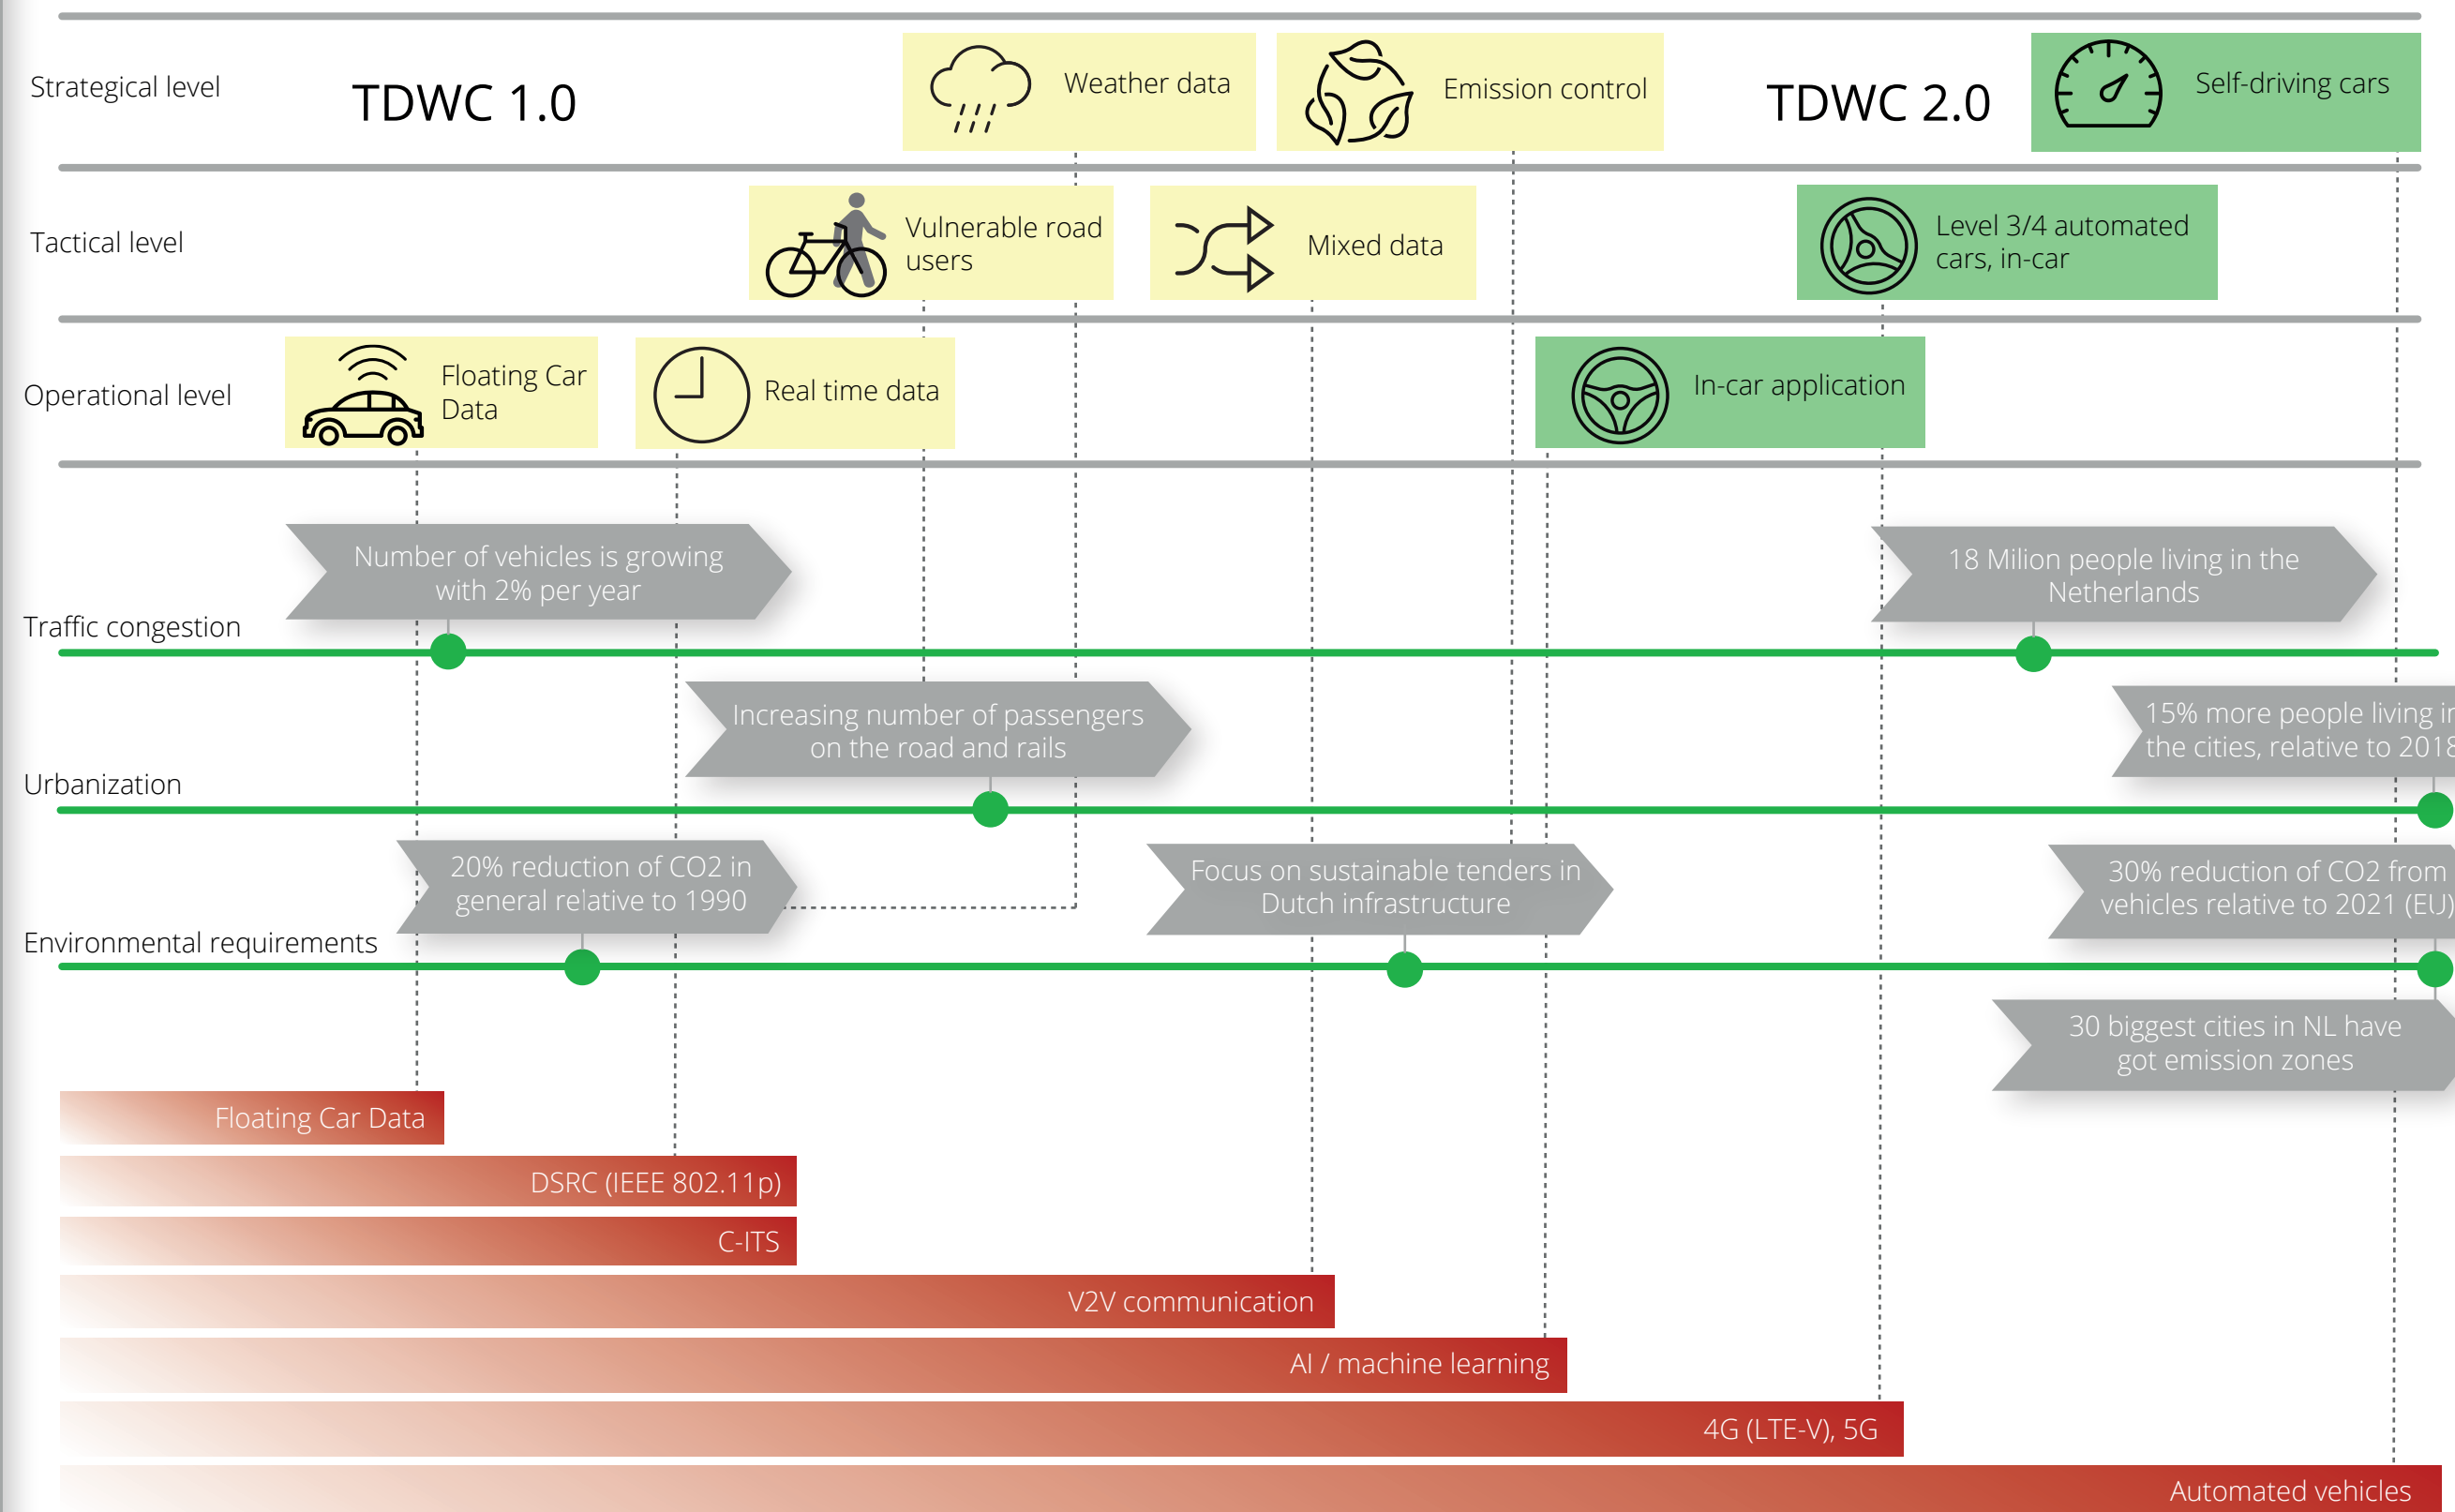 Strategical level
TDWC 1.0
Weather data
Emission control
TDWC 2.0
Self-driving cars
Tactical level
Vulnerable road
users
Mixed data
Level 3/4 automated
cars, in-car
Operational level
Floating Car
Data
Real time data
In-car application
Number of vehicles is growing
with 2% per year
18 Milion people living in the
Netherlands
Traffic congestion
Increasing number of passengers
on the road and rails
15% more people living in
the cities, relative to 2018
Urbanization
20% reduction of CO2 in
general relative to 1990
Focus on sustainable tenders in
Dutch infrastructure
30% reduction of CO2 from
vehicles relative to 2021 (EU)
Environmental requirements
30 biggest cities in NL have
got emission zones
Floating Car Data
DSRC (IEEE 802.11p)
C-ITS
V2V communication
AI / machine learning
4G (LTE-V), 5G
Automated vehicles